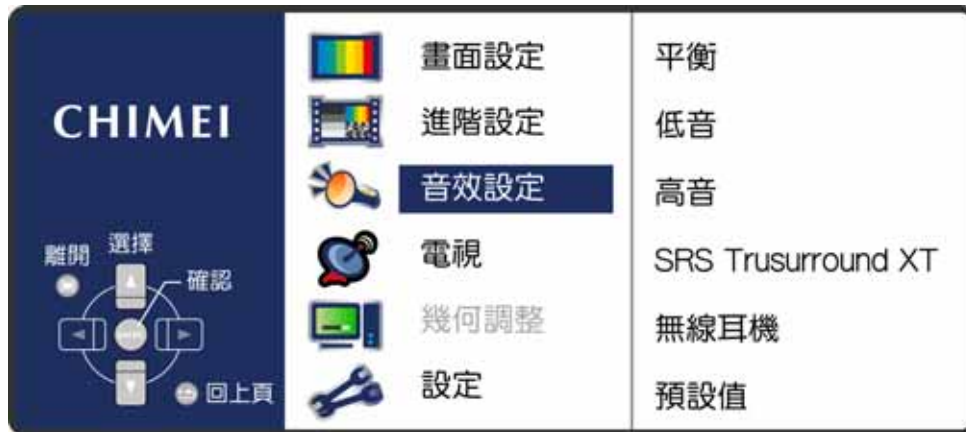 CHIMEI
離開
選擇
確認
回上頁
畫面設定
進階設定
音效設定
電視
幾何調整
設定
平衡
低音
高音
SRS Trusurround XT
無線耳機
預設值